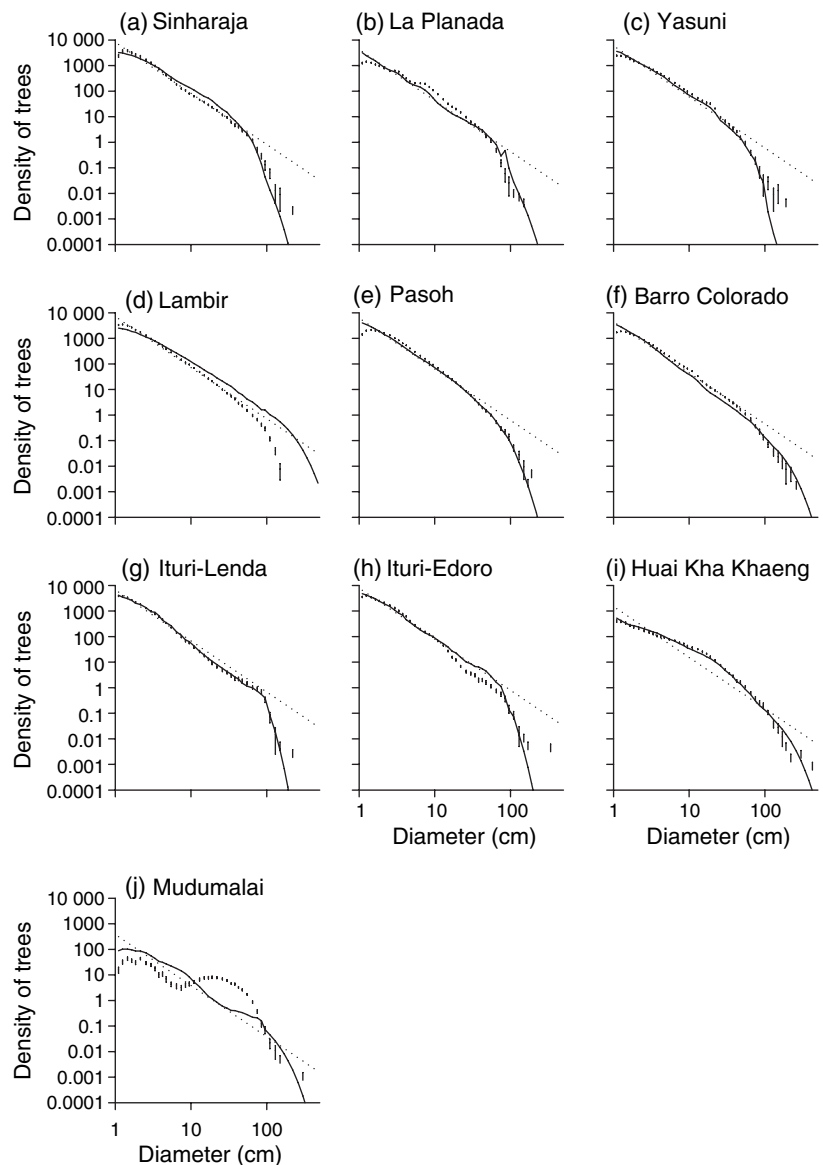 (a) Sinharaja
(b) La Planada
(c) Yasuni
Density of trees
10 000
1000
100
10
1
0.1
0.01
0.001
0.0001
(d) Lambir
(e) Pasoh
(f) Barro Colorado
Density of trees
10 000
1000
100
10
1
0.1
0.01
0.001
0.0001
(g) Ituri-Lenda
(h) Ituri-Edoro
(i) Huai Kha Khaeng
Density of trees
10 000
1000
100
10
1
0.1
0.01
0.001
0.0001
1 10 100
1 10 100
Diameter (cm)
Diameter (cm)
(j) Mudumalai
Density of trees
10 000
1000
100
10
1
0.1
0.01
0.001
0.0001
1 10 100
Diameter (cm)